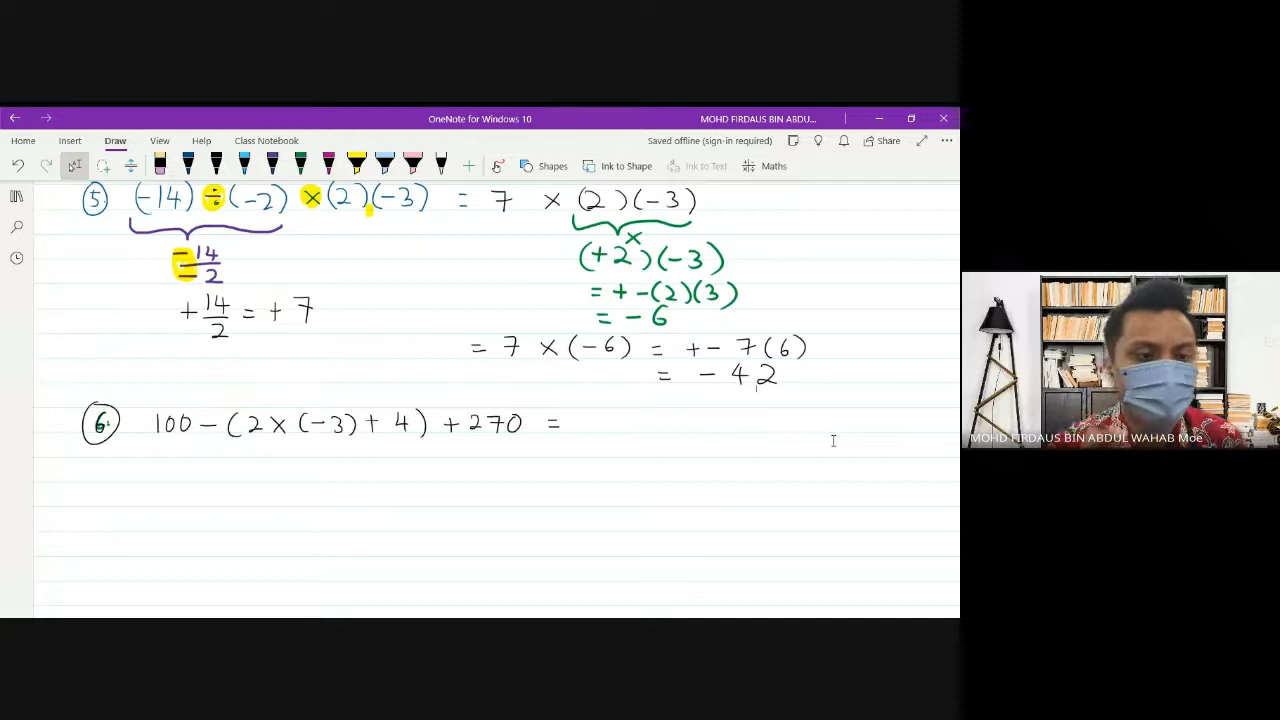 OneNote for Windows 10
MOHD FIRDAUS BIN ABDU...
Home Insert Draw View Help Class Notebook
Saved offline (sign-in required) Share
Shapes Ink to Shape Ink to Text Maths
⑤ (-14) ÷ (-2) × (2)(-3) = 7 × (2)(-3)
×
-14/-2
(+2)(-3)
+14/2 = +7
= + -(2)(3)
= -6
= 7 × (-6) = + - 7(6)
= -42
⑥ 100 - (2 × (-3) + 4) + 270 =
MOHD FIRDAUS BIN ABDUL WAHAB Moe